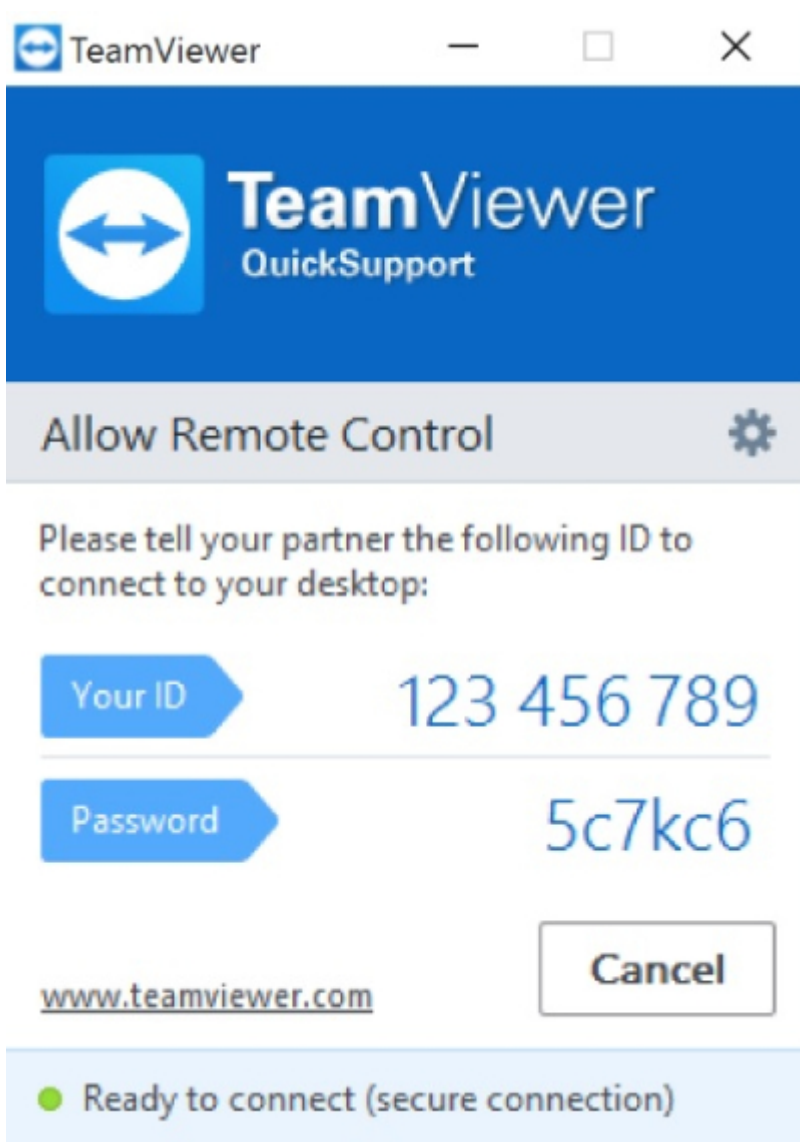 TeamViewer
TeamViewer
QuickSupport
Allow Remote Control
Please tell your partner the following ID to
connect to your desktop:
Your ID 123 456 789
Password 5c7kc6
www.teamviewer.com Cancel
Ready to connect (secure connection)